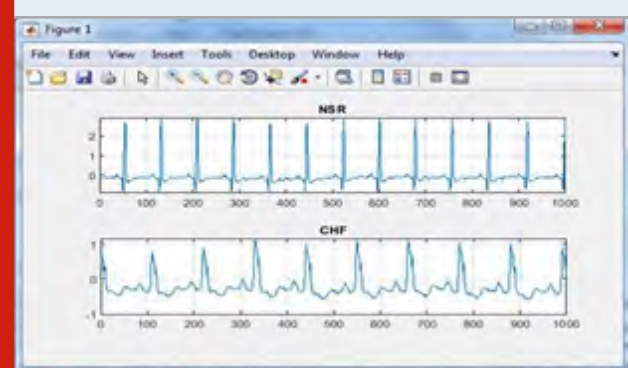 Figure 1
File Edit View Insert Tools Desktop Window Help
NSR
2
1
0
0 100 200 300 400 500 600 700 800 900 1000
CHF
1
0
-1
0 100 200 300 400 500 600 700 800 900 1000